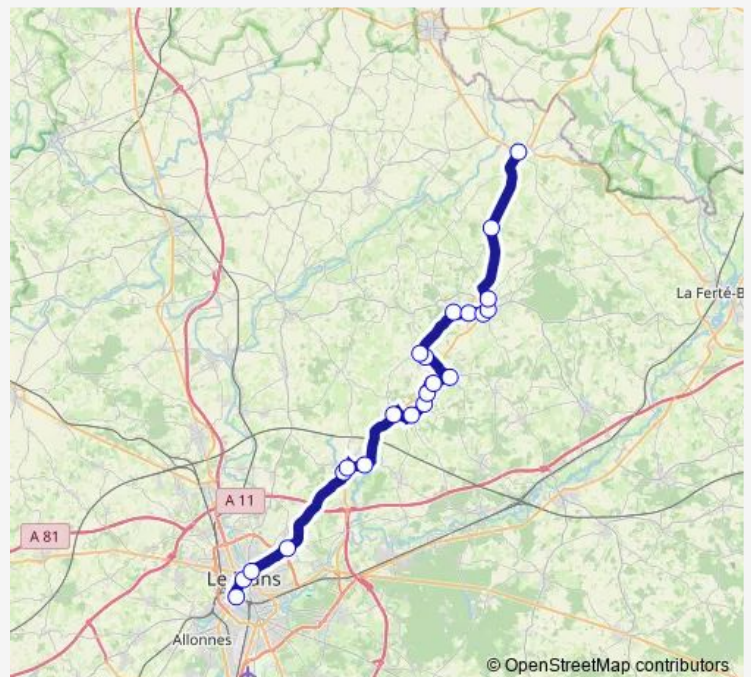 La Ferté-B
A 11
A 81
Le Mans
Allonnes
© OpenStreetMap contributors